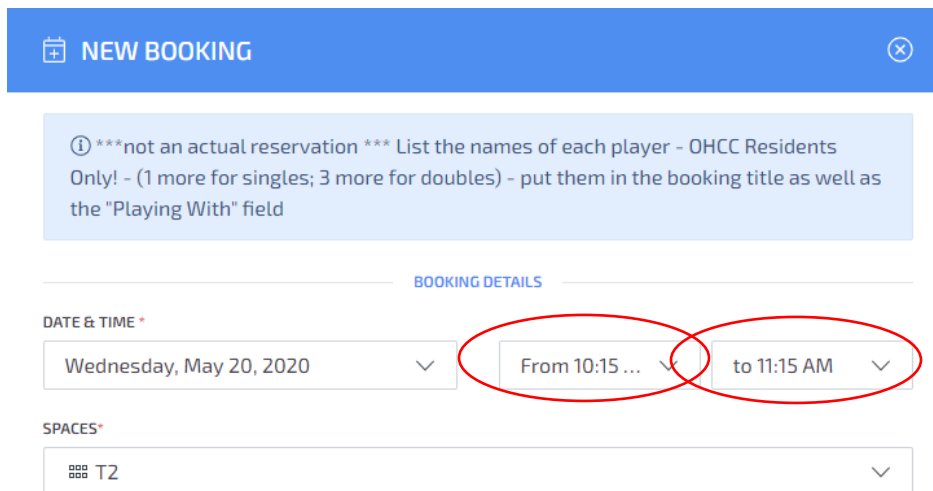 NEW BOOKING
***not an actual reservation *** List the names of each player - OHCC Residents
Only! - (1 more for singles; 3 more for doubles) - put them in the booking title as well as
the "Playing With" field
BOOKING DETAILS
DATE & TIME *
Wednesday, May 20, 2020 From 10:15 ... to 11:15 AM
SPACES*
T2